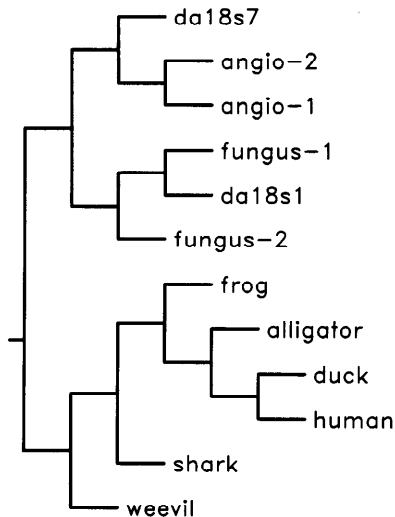 da18s7
angio-2
angio-1
fungus-1
da18s1
fungus-2
frog
alligator
duck
human
shark
weevil